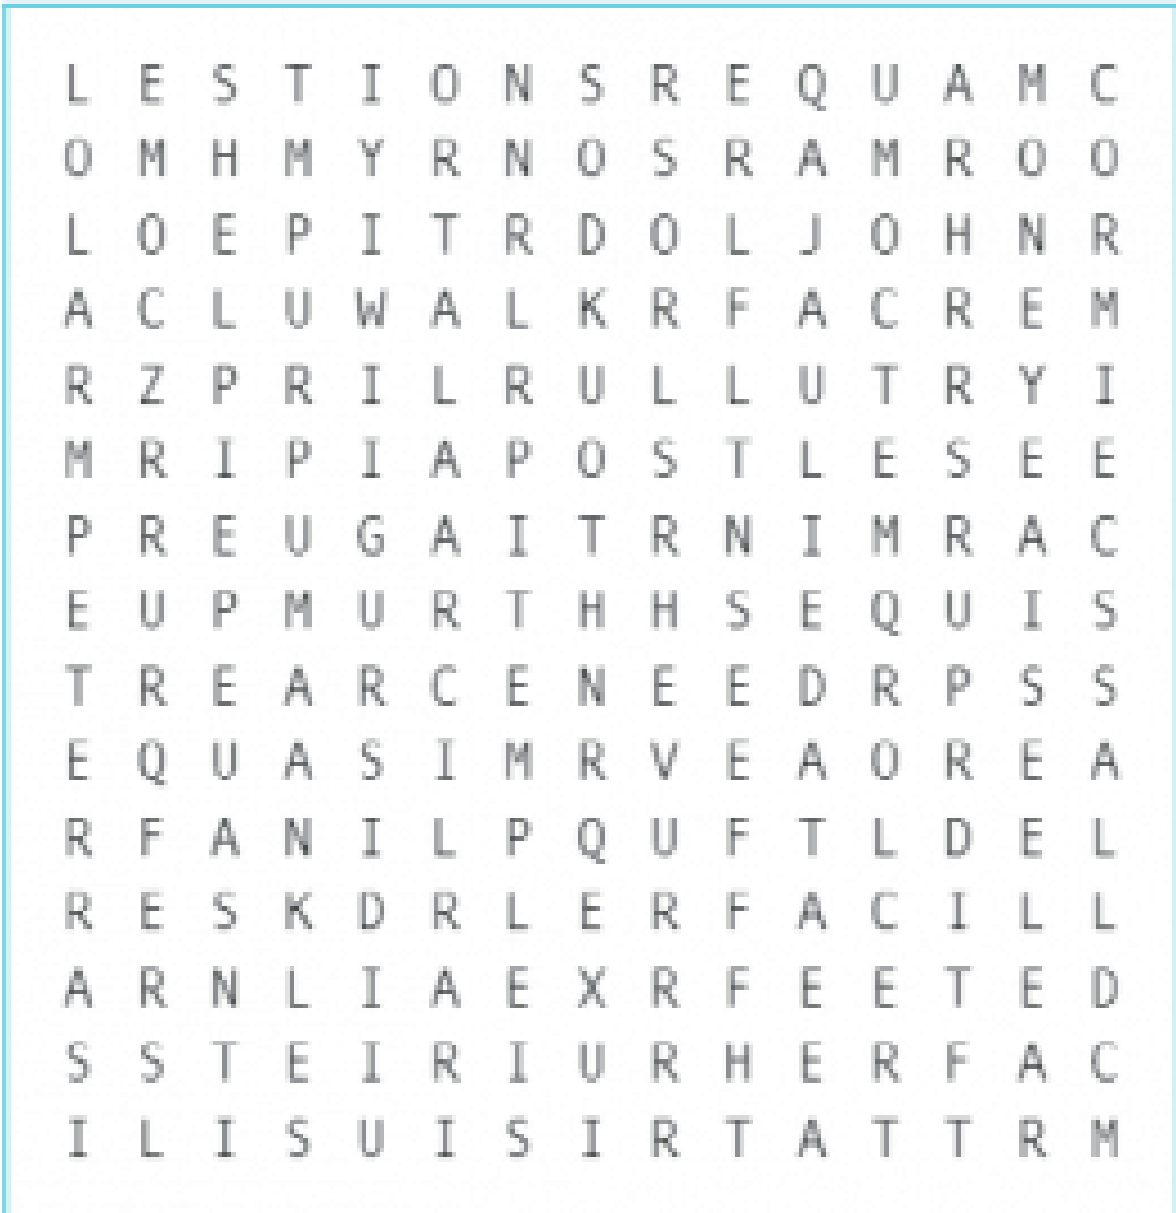 L E S T I O N S R E Q U A M C
O M H M Y R N O S R A M R O O
L O E P I T R D O L J O H N R
A C L U W A L K R F A C R E M
R Z P R I L R U L L U T R Y I
M R I P I A P O S T L E S E E
P R E U G A I T R N I M R A C
E U P M U R T H H S E Q U I S
T R E A R C E N E E D R P S S
E Q U A S I M R V E A O R E A
R F A N I L P Q U F T L D E L
R E S K D R L E R F A C I L L
A R N L I A E X R F E E T E D
S S T E I R I U R H E R F A C
I L I S U I S I R T A T T R M